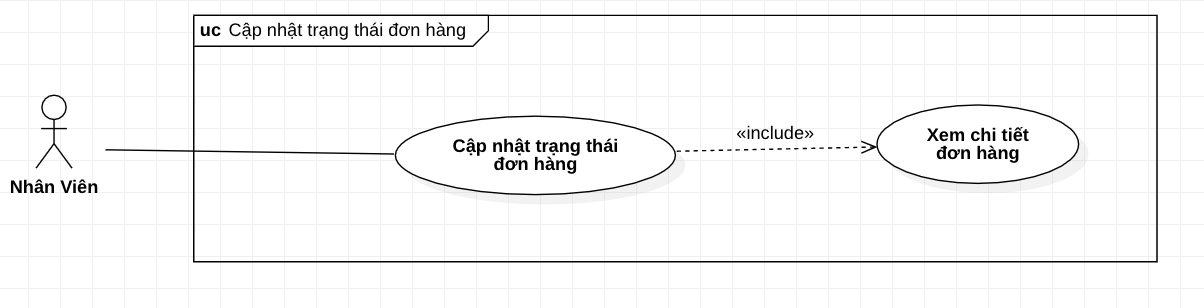 uc Cập nhật trạng thái đơn hàng
Nhân Viên
Cập nhật trạng thái
đơn hàng
«include»
Xem chi tiết
đơn hàng